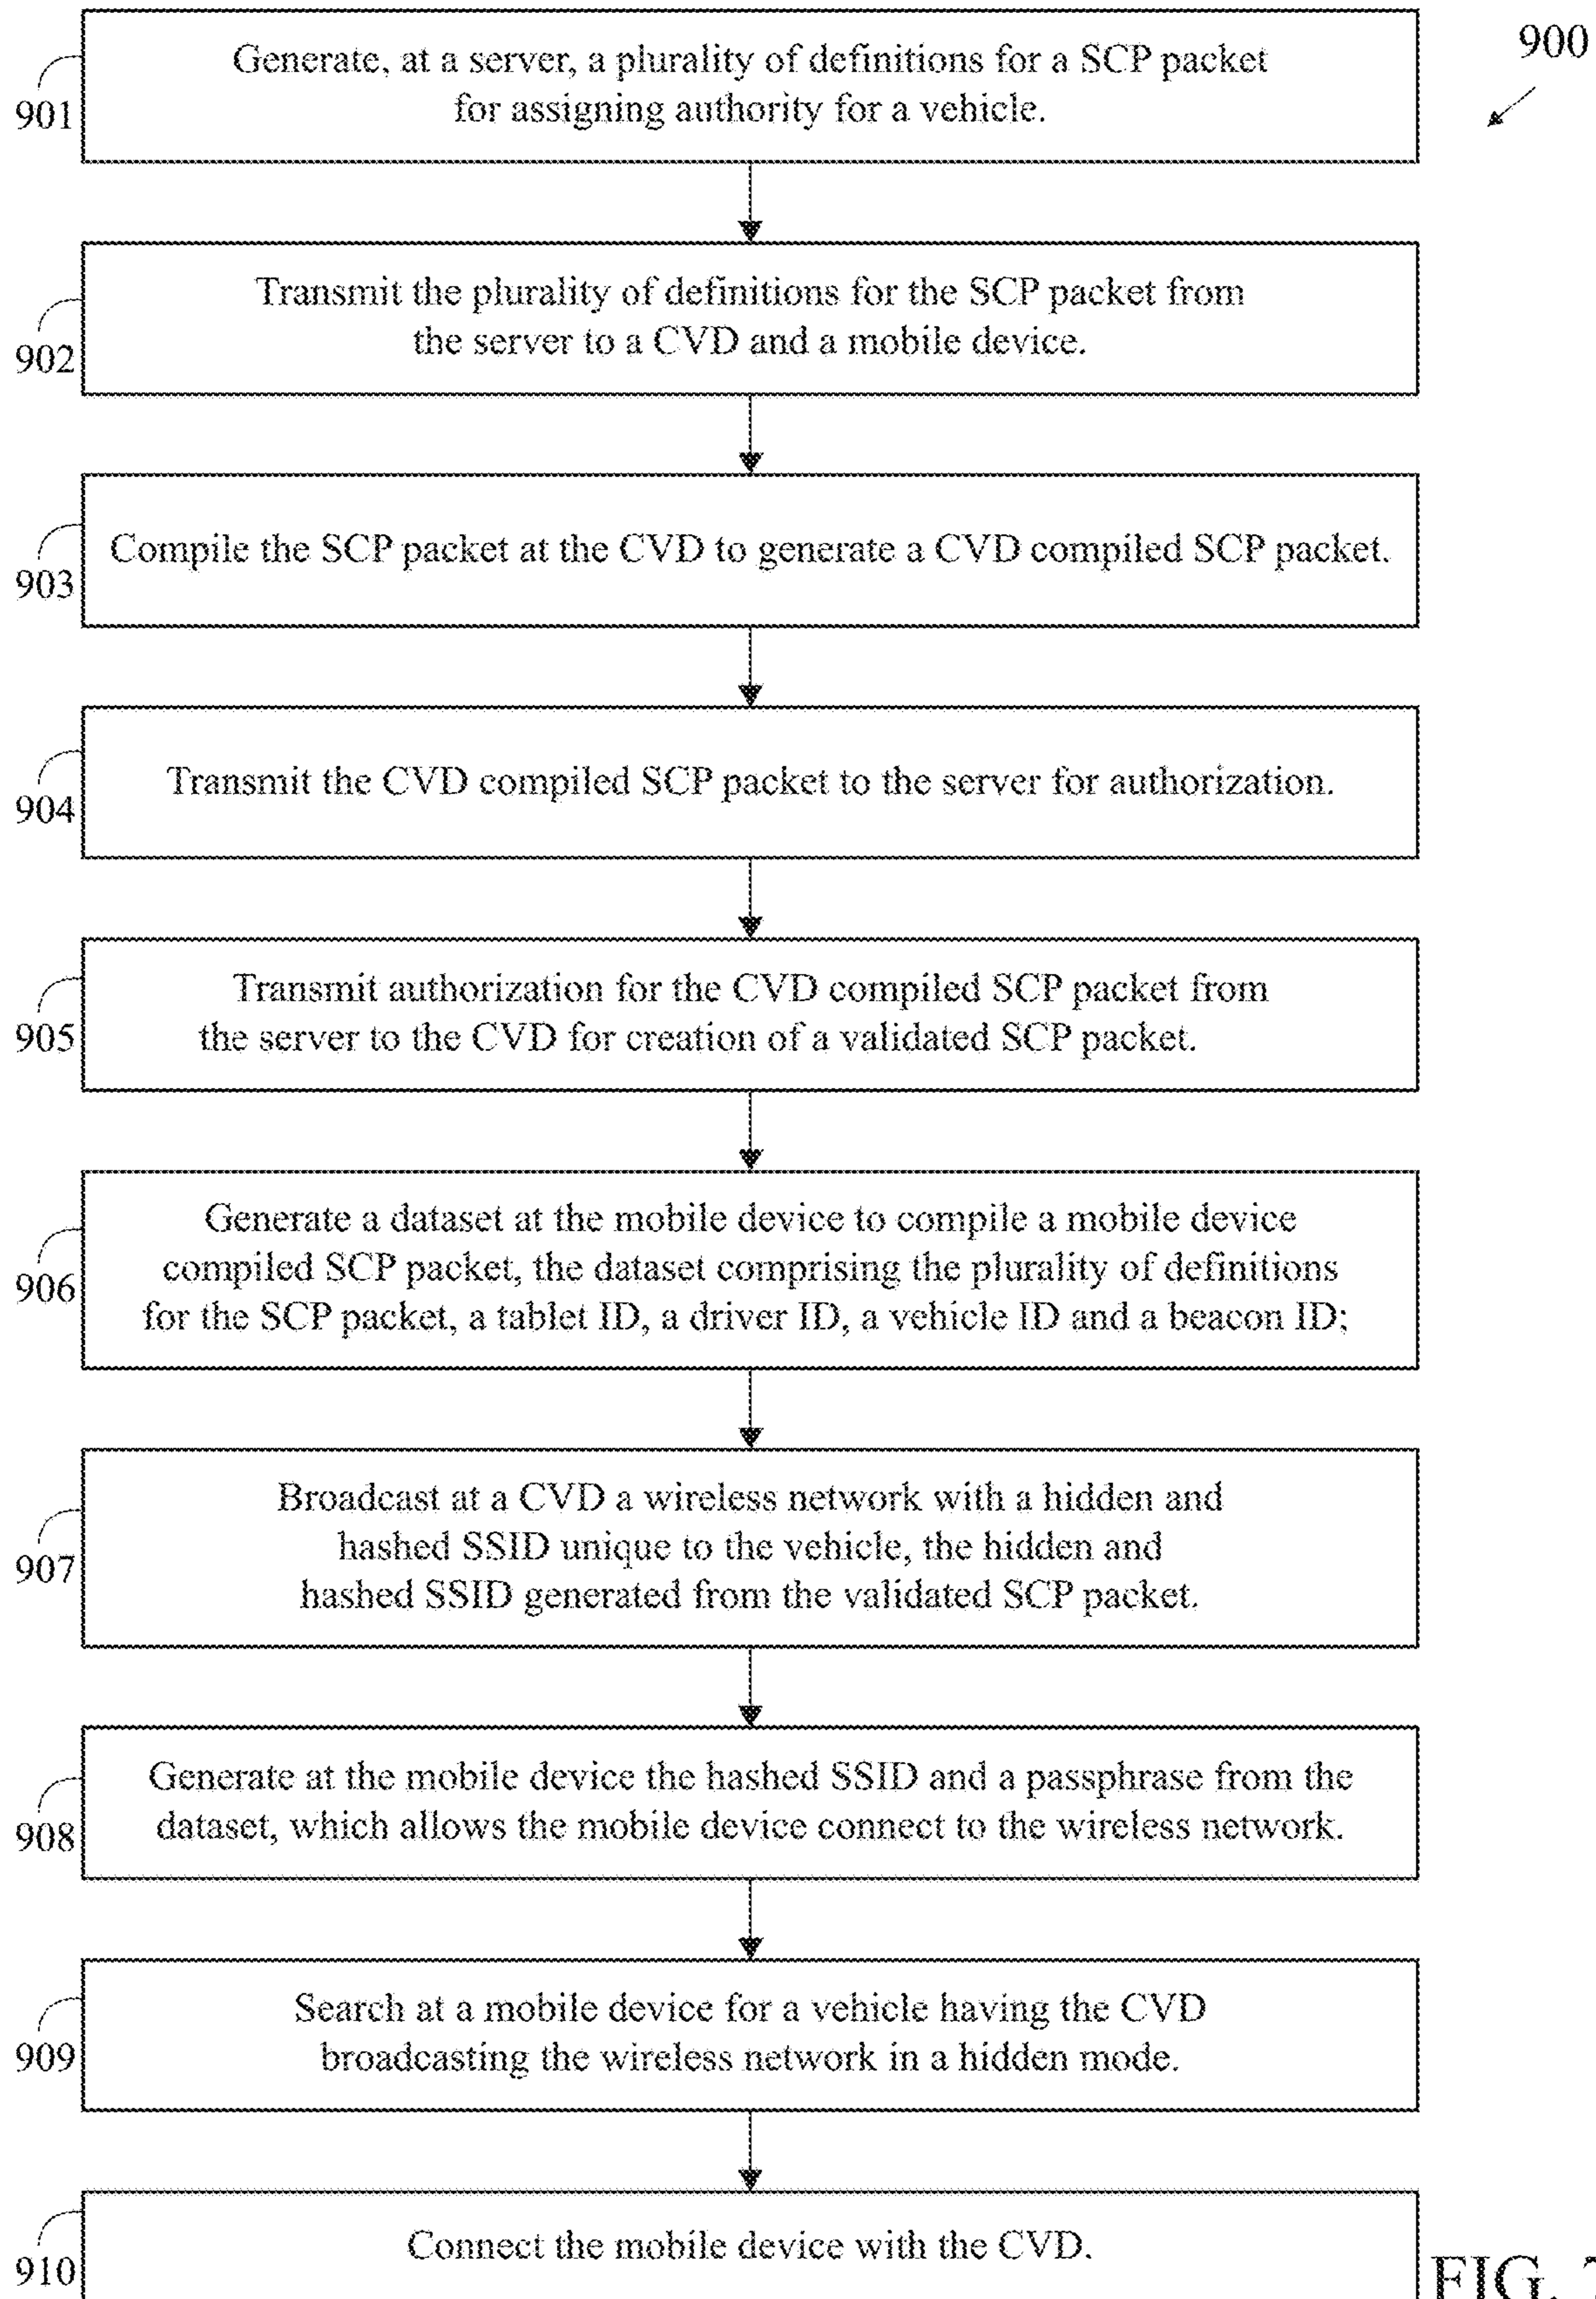 900
901
Generate, at a server, a plurality of definitions for a SCP packet
for assigning authority for a vehicle.
902
Transmit the plurality of definitions for the SCP packet from
the server to a CVD and a mobile device.
903
Compile the SCP packet at the CVD to generate a CVD compiled SCP packet.
904
Transmit the CVD compiled SCP packet to the server for authorization.
905
Transmit authorization for the CVD compiled SCP packet from
the server to the CVD for creation of a validated SCP packet.
906
Generate a dataset at the mobile device to compile a mobile device
compiled SCP packet, the dataset comprising the plurality of definitions
for the SCP packet, a tablet ID, a driver ID, a vehicle ID and a beacon ID;
907
Broadcast at a CVD a wireless network with a hidden and
hashed SSID unique to the vehicle, the hidden and
hashed SSID generated from the validated SCP packet.
908
Generate at the mobile device the hashed SSID and a passphrase from the
dataset, which allows the mobile device connect to the wireless network.
909
Search at a mobile device for a vehicle having the CVD
broadcasting the wireless network in a hidden mode.
910
Connect the mobile device with the CVD.
FIG.